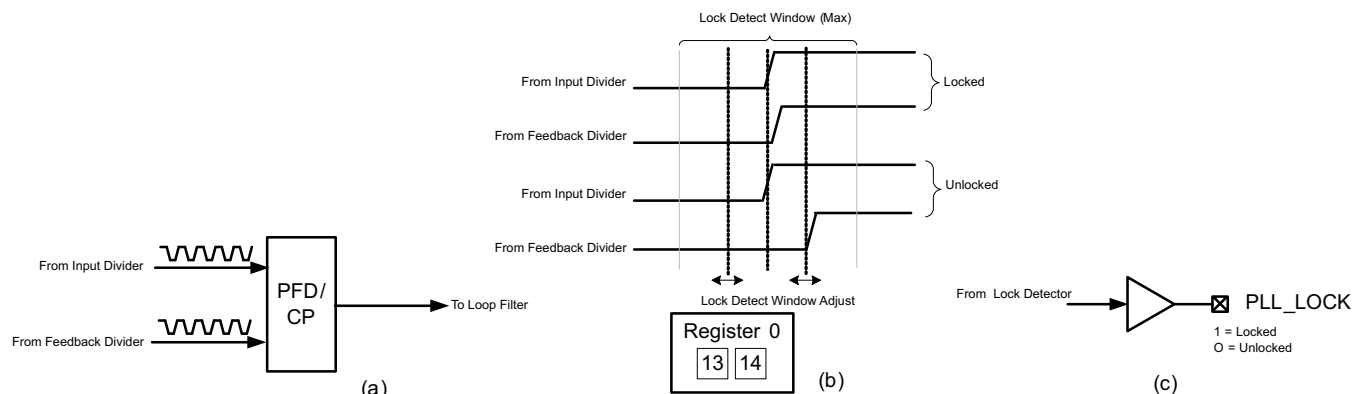 From Input Divider
From Feedback Divider
PFD/
CP
To Loop Filter
(a)
Lock Detect Window (Max)
From Input Divider
From Feedback Divider
Locked
From Input Divider
From Feedback Divider
Unlocked
Lock Detect Window Adjust
Register 0
13 14
(b)
From Lock Detector
PLL_LOCK
1 = Locked
O = Unlocked
(c)